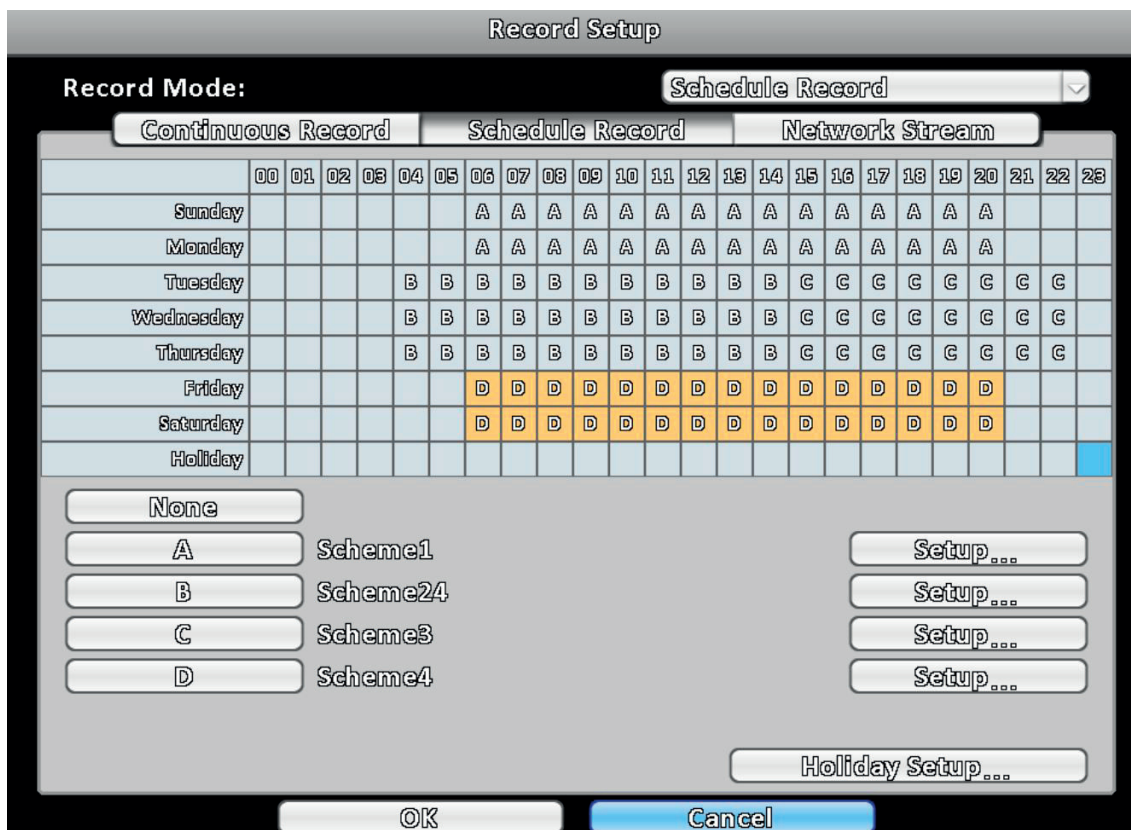 Record Setup
Record Mode: Schedule Record
Continuous Record Schedule Record Network Stream
00 01 02 03 04 05 06 07 08 09 10 11 12 13 14 15 16 17 18 19 20 21 22 23
Sunday A A A A A A A A A A A A A A A
Monday A A A A A A A A A A A A A A A
Tuesday B B B B B B B B B B B C C C C C C C C
Wednesday B B B B B B B B B B B C C C C C C C C
Thursday B B B B B B B B B B B C C C C C C C C
Friday D D D D D D D D D D D D D D D
Saturday D D D D D D D D D D D D D D D
Holiday
None
A Scheme1 Setup...
B Scheme24 Setup...
C Scheme3 Setup...
D Scheme4 Setup...
Holiday Setup...
OK Cancel